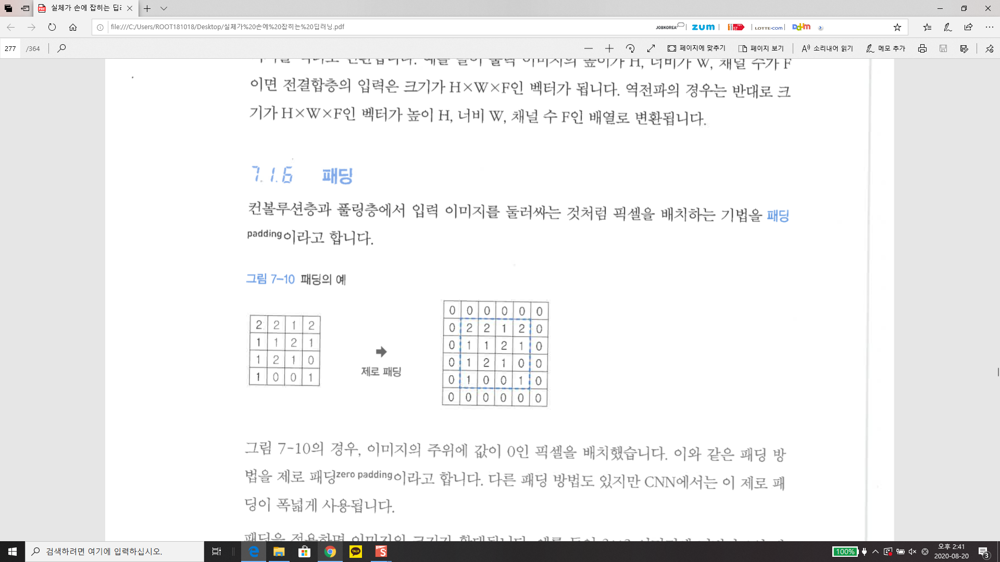 실체가 손에 잡히는 딥러
file:///C:/Users/ROOT181018/Desktop/실체가%20손에%20잡히는%20딥러닝.pdf
JOBKOREA
zum
11ST
LOTTE.COM
277 /364
페이지에 맞추기
페이지 보기
소리내어 읽기
메모 추가
이미지의 높이가 H, 너비가 W, 채널 수가 F
이면 전결합층의 입력은 크기가 H×W×F인 벡터가 됩니다. 역전파의 경우는 반대로 크
기가 H×W×F인 벡터가 높이 H, 너비 W, 채널 수 F인 배열로 변환됩니다.
7.1.6 패딩
컨볼루션층과 풀링층에서 입력 이미지를 둘러싸는 것처럼 픽셀을 배치하는 기법을 패딩
padding이라고 합니다.
그림 7-10 패딩의 예
2 2 1 2
1 1 2 1
1 2 1 0
1 0 0 1
제로 패딩
0 0 0 0 0 0
0 2 2 1 2 0
0 1 1 2 1 0
0 1 2 1 0 0
0 1 0 0 1 0
0 0 0 0 0 0
그림 7-10의 경우, 이미지의 주위에 값이 0인 픽셀을 배치했습니다. 이와 같은 패딩 방
법을 제로 패딩zero padding이라고 합니다. 다른 패딩 방법도 있지만 CNN에서는 이 제로 패
딩이 폭넓게 사용됩니다.
패딩을 적용하면 이미지의 크기가 확대됩니다. 예를 들어
검색하려면 여기에 입력하십시오.
TALK
S
100%
오후 2:41
2020-08-20
3